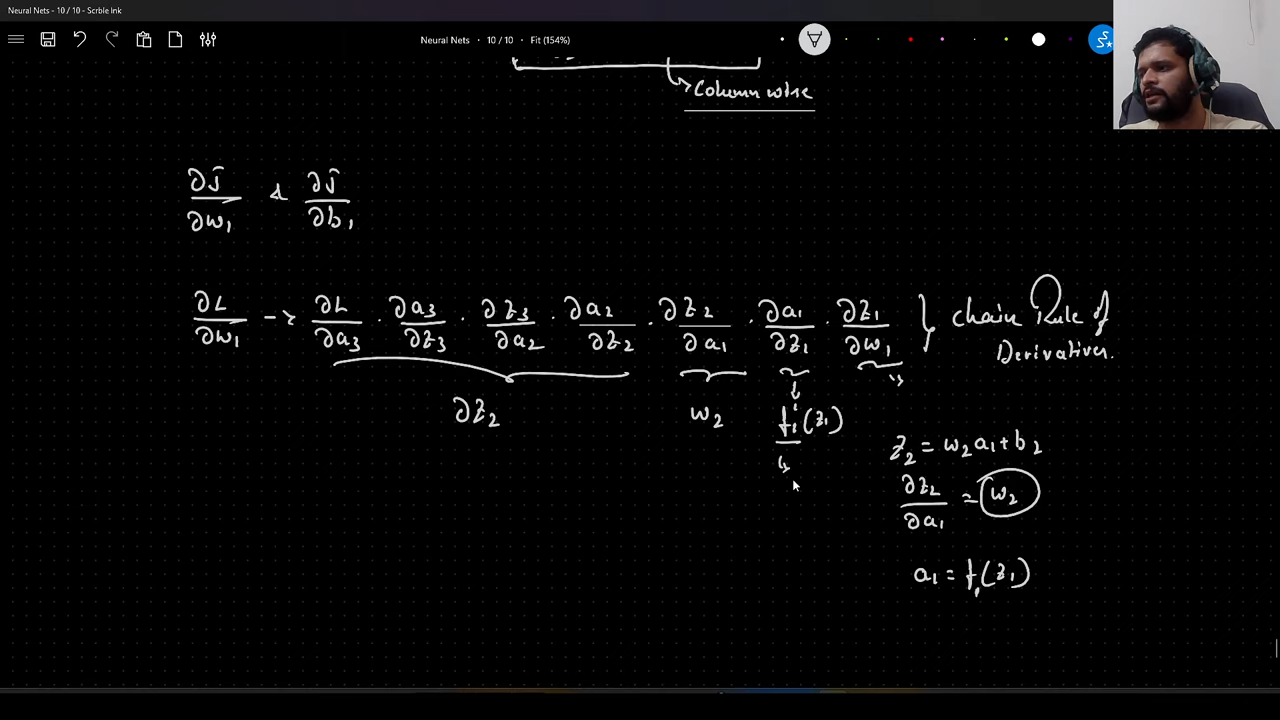 Neural Nets - 10 / 10 - Scrble Ink
Neural Nets • 10 / 10 • Fit (154%)
Column wise
∂J/∂w₁ & ∂J/∂b₁
∂L/∂w₁ → ∂L/∂a₃ · ∂a₃/∂z₃ · ∂z₃/∂a₂ · ∂a₂/∂z₂ · ∂z₂/∂a₁ · ∂a₁/∂z₁ · ∂z₁/∂w₁ } Chain Rule of
Derivatives.
∂z₂ w₂ f₁'(z₁)
z₂ = w₂a₁ + b₂
∂z₂/∂a₁ = w₂
a₁ = f₁(z₁)